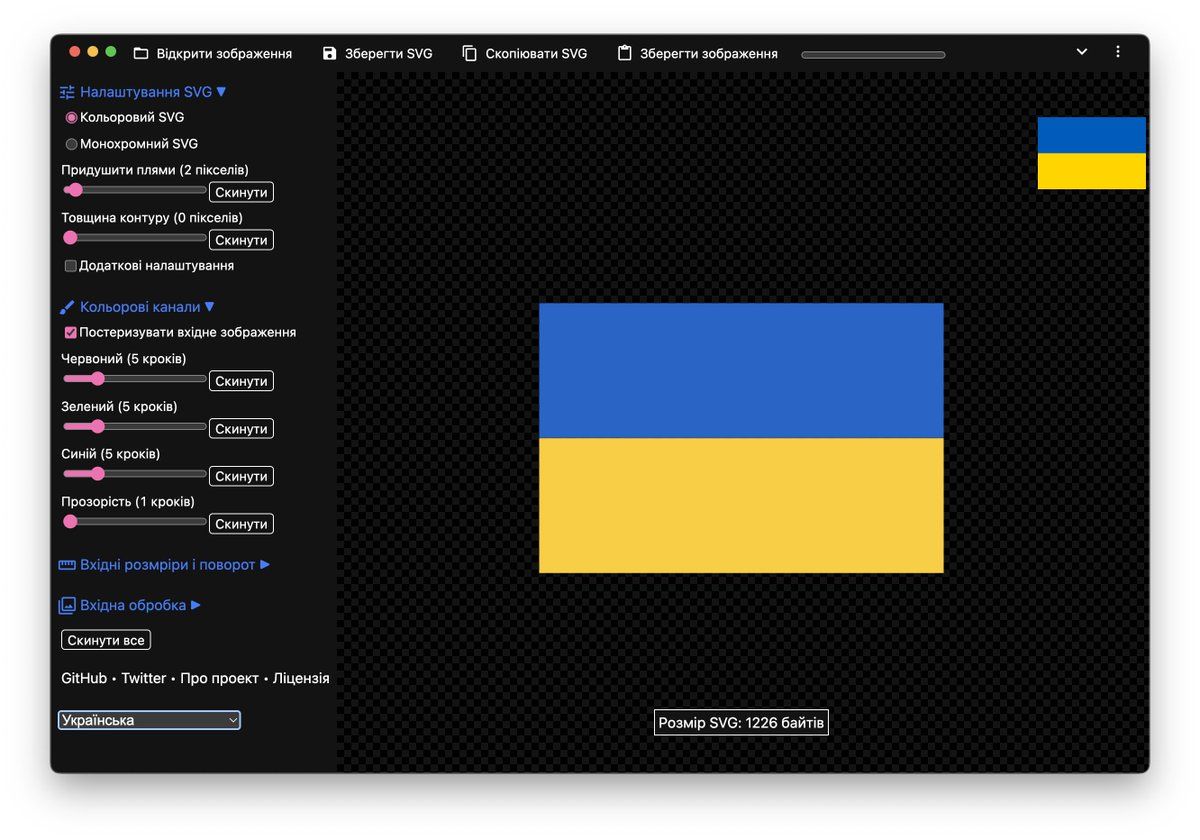 Відкрити зображення Зберегти SVG Скопіювати SVG Зберегти зображення
Налаштування SVG ▼
Кольоровий SVG
Монохромний SVG
Придушити плями (2 пікселів)
Скинути
Товщина контуру (0 пікселів)
Скинути
Додаткові налаштування
Кольорові канали ▼
Постеризувати вхідне зображення
Червоний (5 кроків)
Скинути
Зелений (5 кроків)
Скинути
Синій (5 кроків)
Скинути
Прозорість (1 кроків)
Скинути
Вхідні розмріри і поворот ►
Вхідна обробка ►
Скинути все
GitHub • Twitter • Про проект • Ліцензія
Українська
Розмір SVG: 1226 байтів